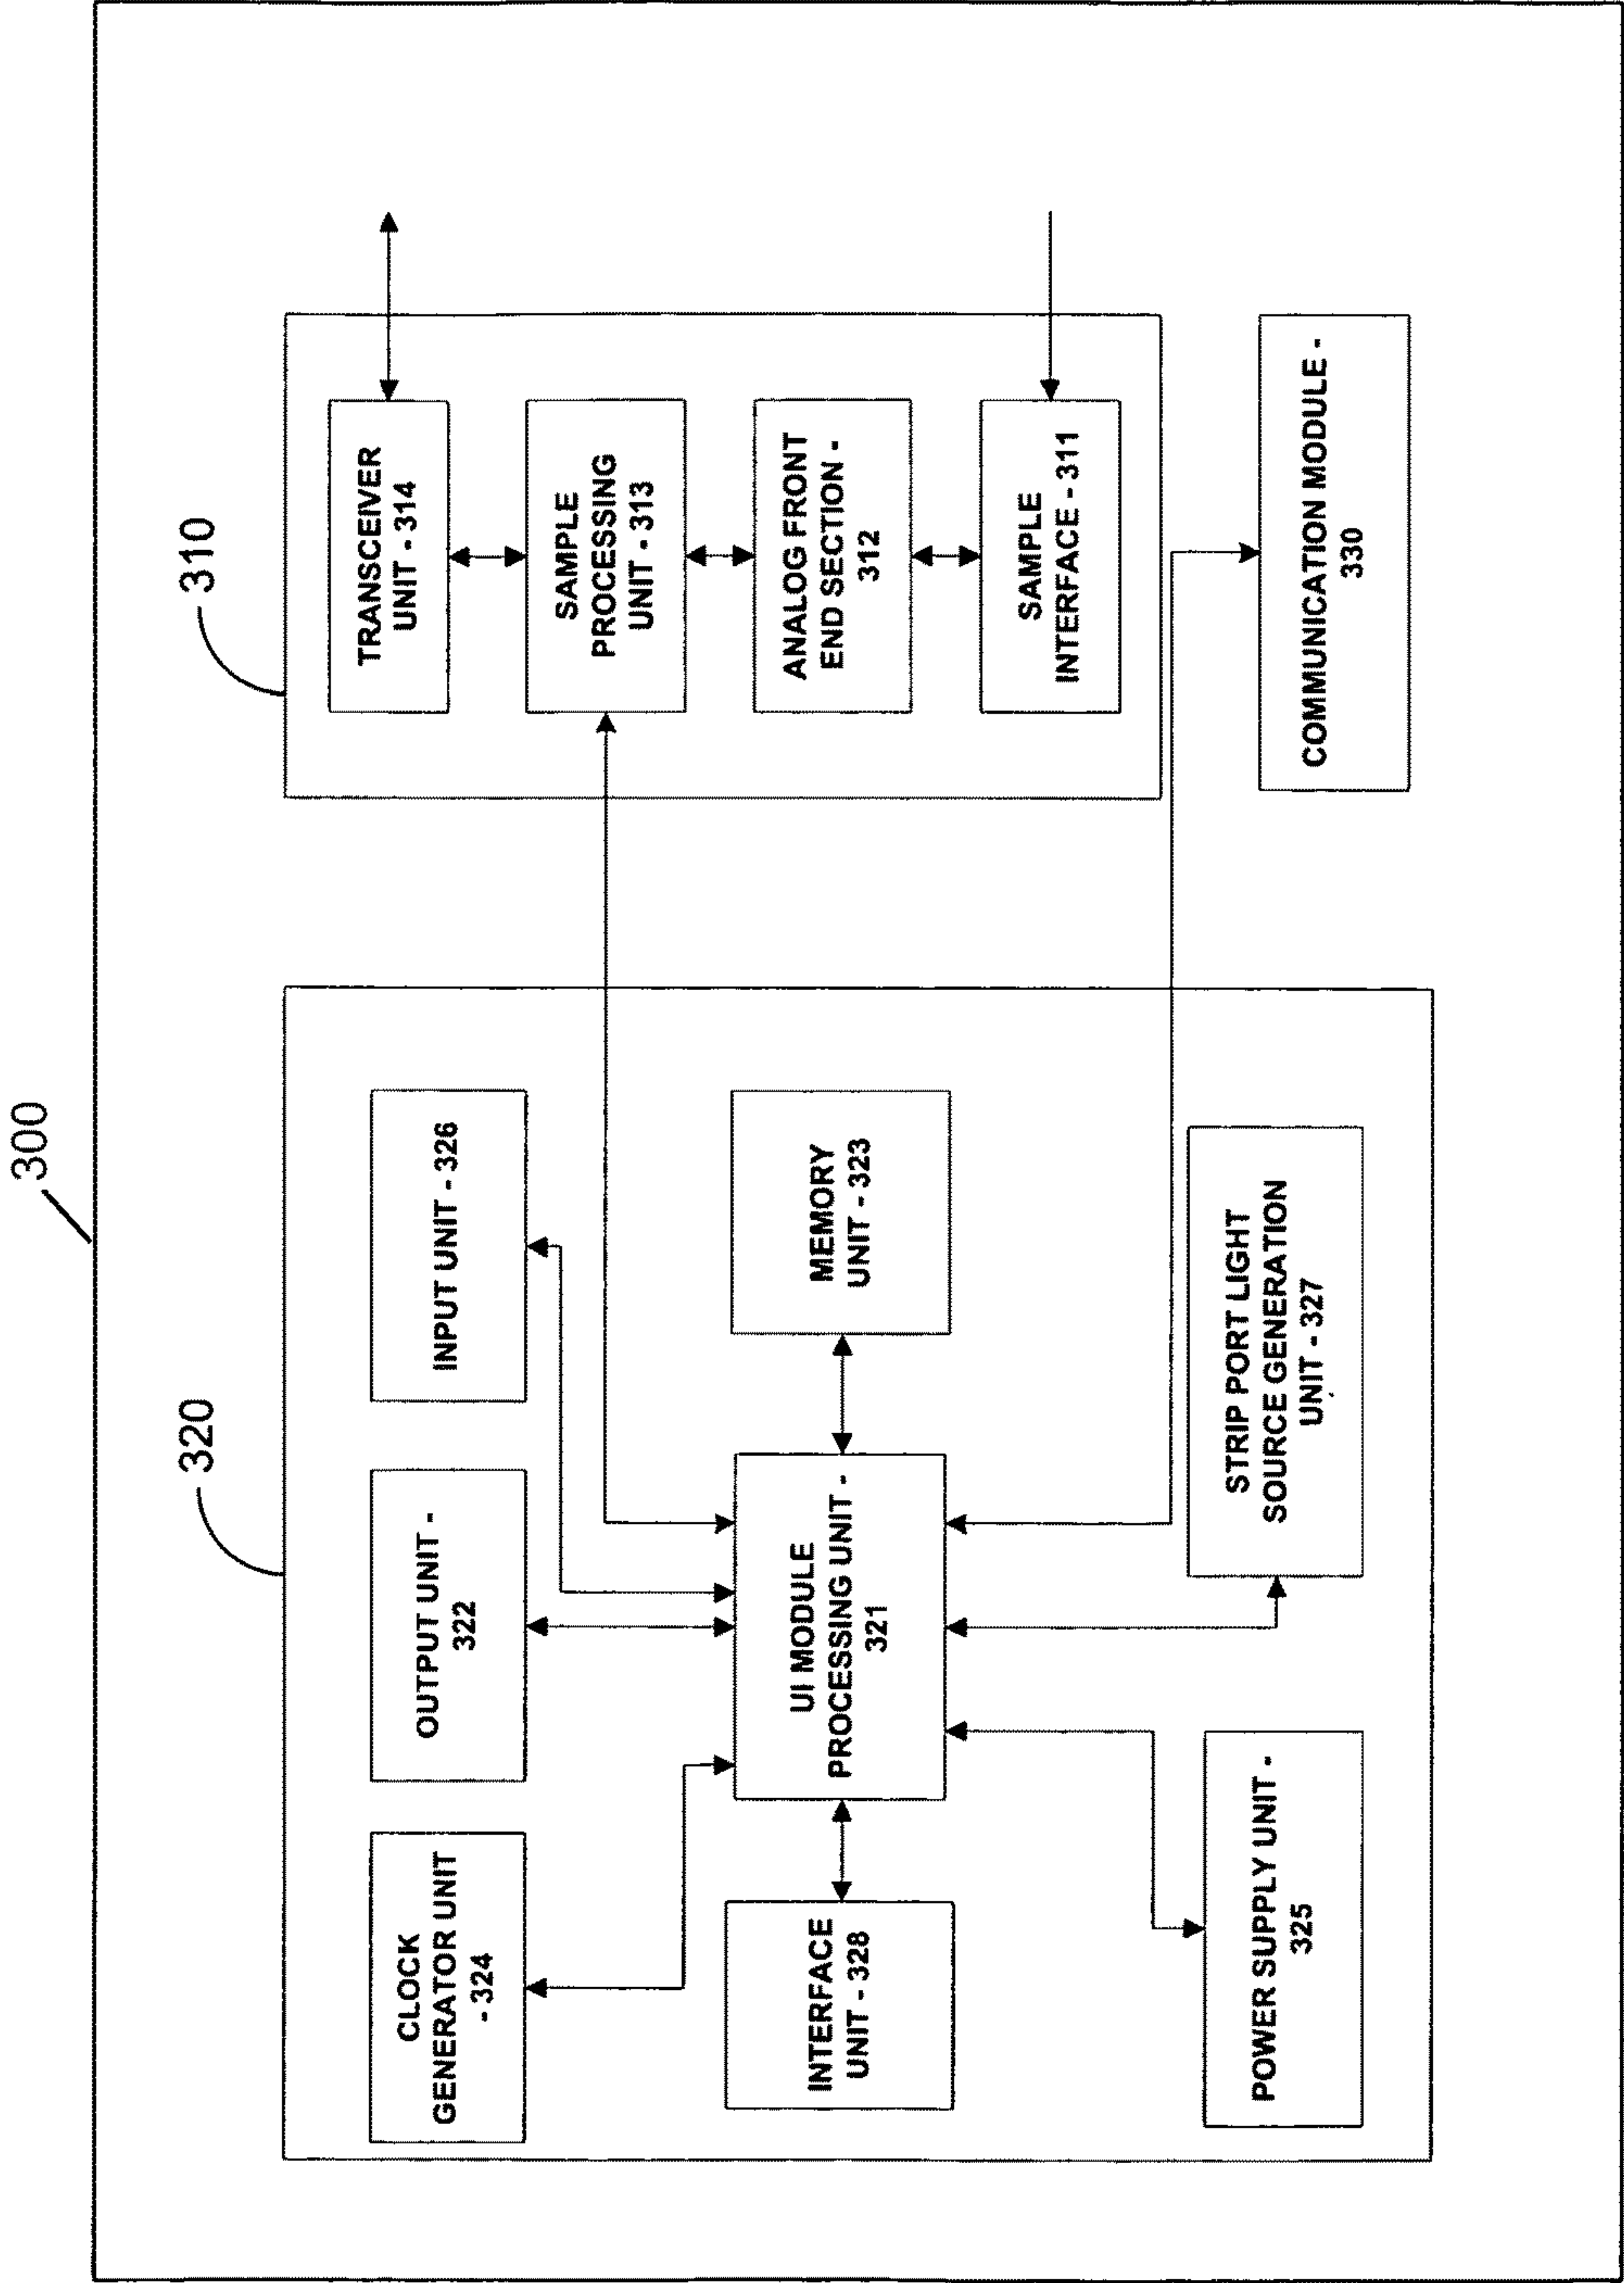 300
320
310
CLOCK
GENERATOR UNIT
- 324
OUTPUT UNIT -
322
INPUT UNIT - 326
TRANSCEIVER
UNIT - 314
SAMPLE
PROCESSING
UNIT - 313
INTERFACE
UNIT - 328
UI MODULE
PROCESSING UNIT -
321
MEMORY
UNIT - 323
ANALOG FRONT
END SECTION -
312
SAMPLE
INTERFACE - 311
POWER SUPPLY UNIT -
325
STRIP PORT LIGHT
SOURCE GENERATION
UNIT - 327
COMMUNICATION MODULE -
330